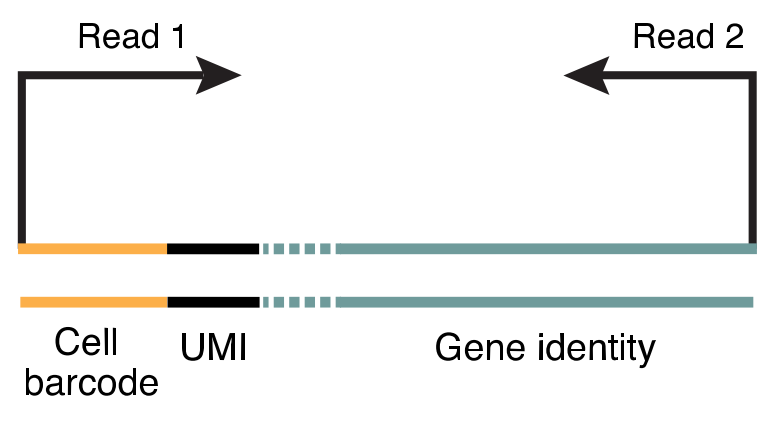 Read 1
Read 2
Cell
barcode
UMI
Gene identity